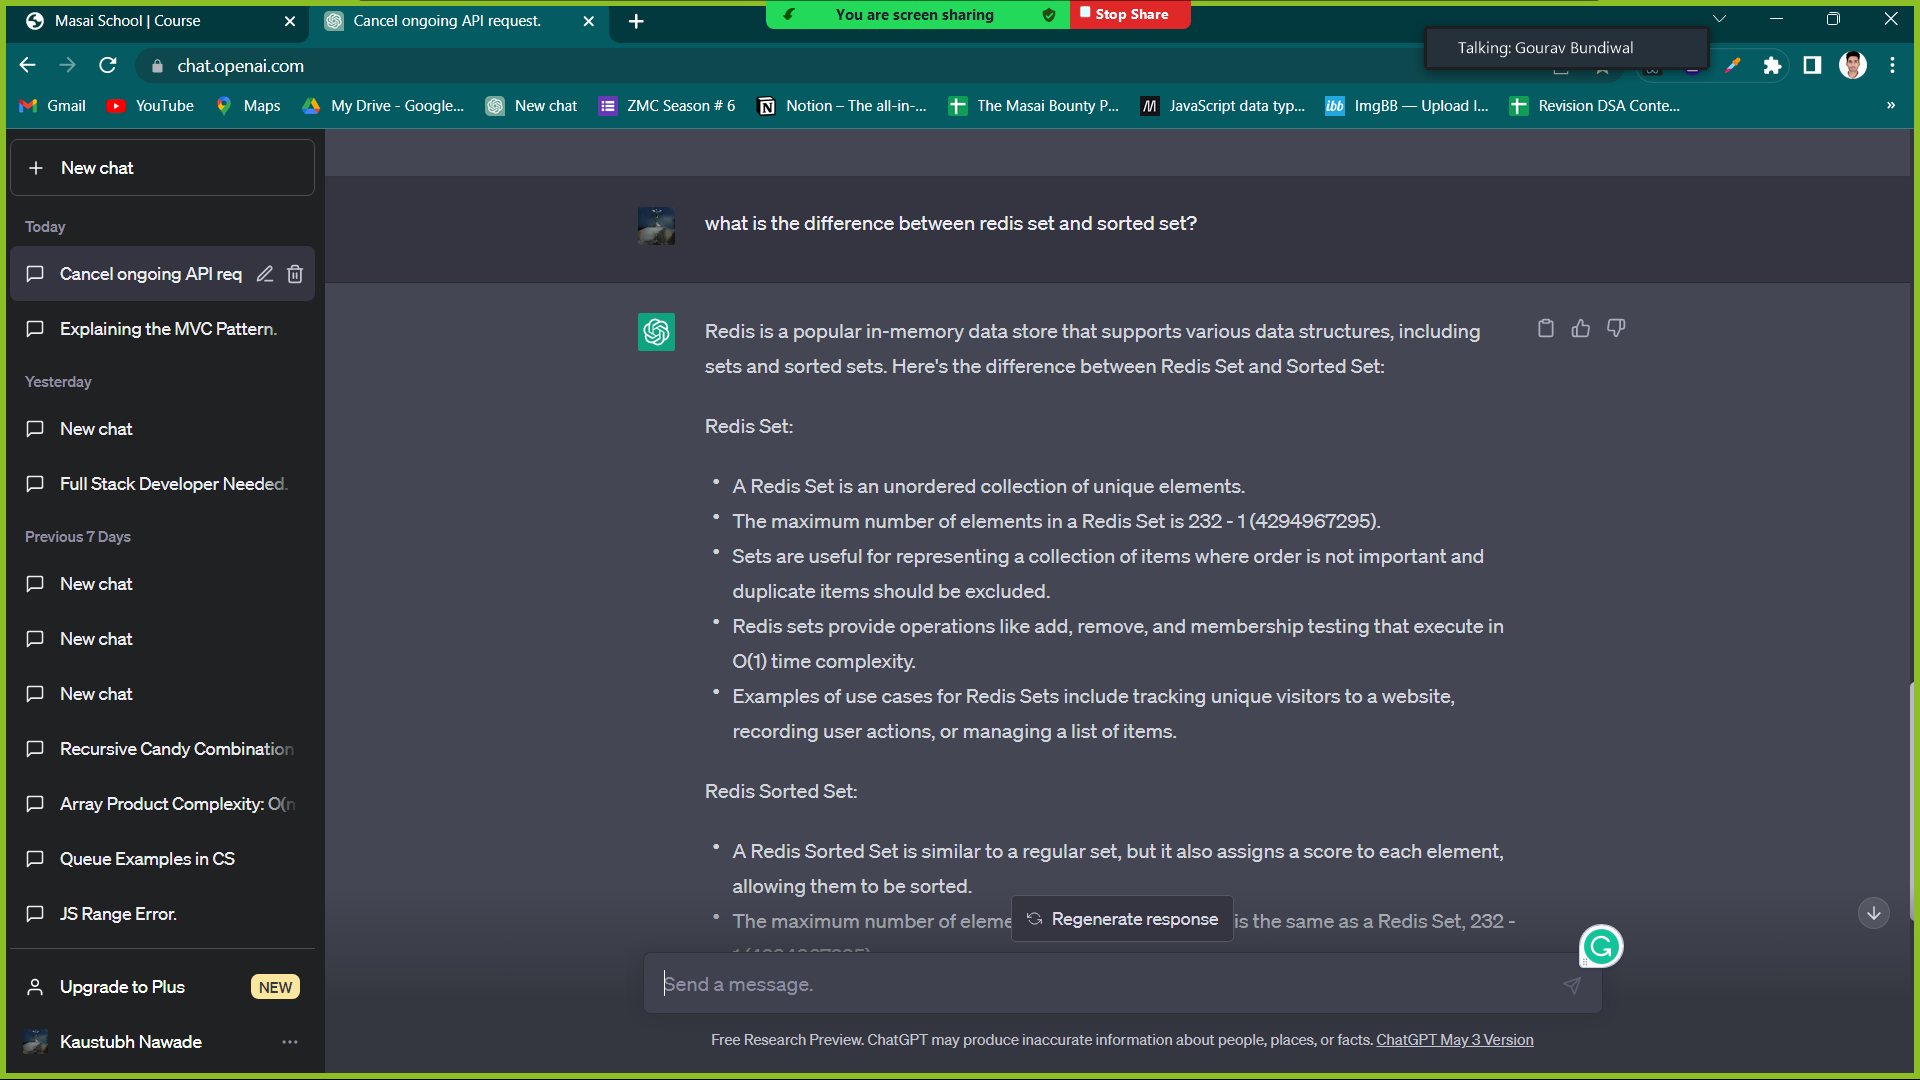 Masai School | Course
Cancel ongoing API request.
You are screen sharing
Stop Share
Talking: Gourav Bundiwal
chat.openai.com
Gmail
YouTube
Maps
My Drive - Google...
New chat
ZMC Season # 6
Notion – The all-in-...
The Masai Bounty P...
JavaScript data typ...
ibb
ImgBB — Upload I...
Revision DSA Conte...
»
New chat
Today
Cancel ongoing API req
Explaining the MVC Pattern.
Yesterday
New chat
Full Stack Developer Needed.
Previous 7 Days
New chat
New chat
New chat
Recursive Candy Combination
Array Product Complexity: O(n
Queue Examples in CS
JS Range Error.
Upgrade to Plus
NEW
Kaustubh Nawade
what is the difference between redis set and sorted set?
Redis is a popular in-memory data store that supports various data structures, including
sets and sorted sets. Here's the difference between Redis Set and Sorted Set:
Redis Set:
• A Redis Set is an unordered collection of unique elements.
• The maximum number of elements in a Redis Set is 232 - 1 (4294967295).
• Sets are useful for representing a collection of items where order is not important and
duplicate items should be excluded.
• Redis sets provide operations like add, remove, and membership testing that execute in
O(1) time complexity.
• Examples of use cases for Redis Sets include tracking unique visitors to a website,
recording user actions, or managing a list of items.
Redis Sorted Set:
• A Redis Sorted Set is similar to a regular set, but it also assigns a score to each element,
allowing them to be sorted.
• The maximum number of eleme
is the same as a Redis Set, 232 -
Regenerate response
Send a message.
Free Research Preview. ChatGPT may produce inaccurate information about people, places, or facts. ChatGPT May 3 Version